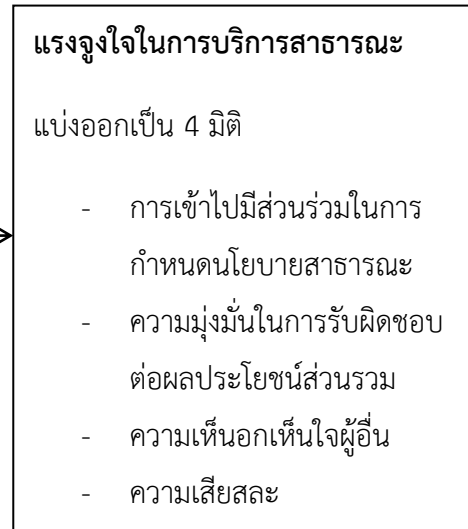 แรงจูงใจในการบริการสาธารณะ
แบ่งออกเป็น 4 มิติ
- การเข้าไปมีส่วนร่วมในการ
กำหนดนโยบายสาธารณะ
- ความมุ่งมั่นในการรับผิดชอบ
ต่อผลประโยชน์ส่วนรวม
- ความเห็นอกเห็นใจผู้อื่น
- ความเสียสละ